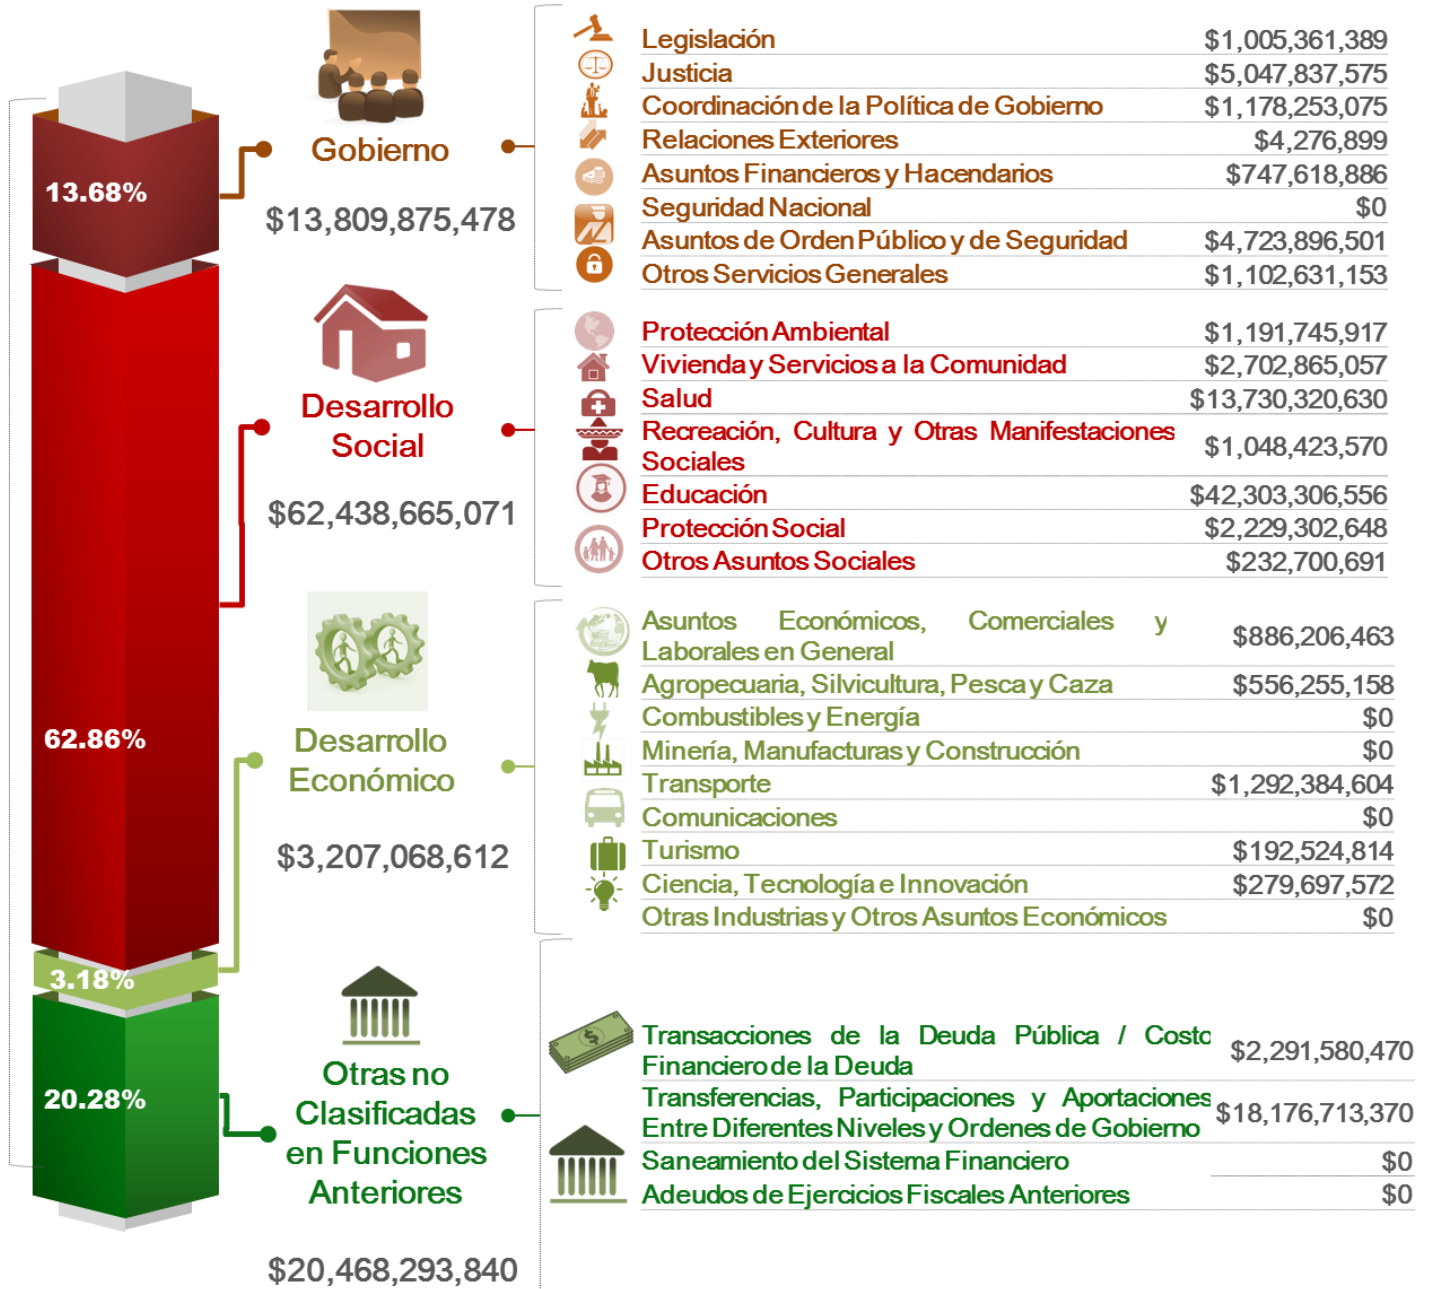 13.68%
62.86%
3.18%
20.28%
Gobierno
$13,809,875,478
Legislación $1,005,361,389
Justicia $5,047,837,575
Coordinación de la Política de Gobierno $1,178,253,075
Relaciones Exteriores $4,276,899
Asuntos Financieros y Hacendarios $747,618,886
Seguridad Nacional $0
Asuntos de Orden Público y de Seguridad $4,723,896,501
Otros Servicios Generales $1,102,631,153
Desarrollo
Social
$62,438,665,071
Protección Ambiental $1,191,745,917
Vivienda y Servicios a la Comunidad $2,702,865,057
Salud $13,730,320,630
Recreación, Cultura y Otras Manifestaciones
Sociales $1,048,423,570
Educación $42,303,306,556
Protección Social $2,229,302,648
Otros Asuntos Sociales $232,700,691
Desarrollo
Económico
$3,207,068,612
Asuntos Económicos, Comerciales y
Laborales en General $886,206,463
Agropecuaria, Silvicultura, Pesca y Caza $556,255,158
Combustibles y Energía $0
Minería, Manufacturas y Construcción $0
Transporte $1,292,384,604
Comunicaciones $0
Turismo $192,524,814
Ciencia, Tecnología e Innovación $279,697,572
Otras Industrias y Otros Asuntos Económicos $0
Otras no
Clasificadas
en Funciones
Anteriores
$20,468,293,840
Transacciones de la Deuda Pública / Costo
Financiero de la Deuda $2,291,580,470
Transferencias, Participaciones y Aportaciones
Entre Diferentes Niveles y Ordenes de Gobierno $18,176,713,370
Saneamiento del Sistema Financiero $0
Adeudos de Ejercicios Fiscales Anteriores $0